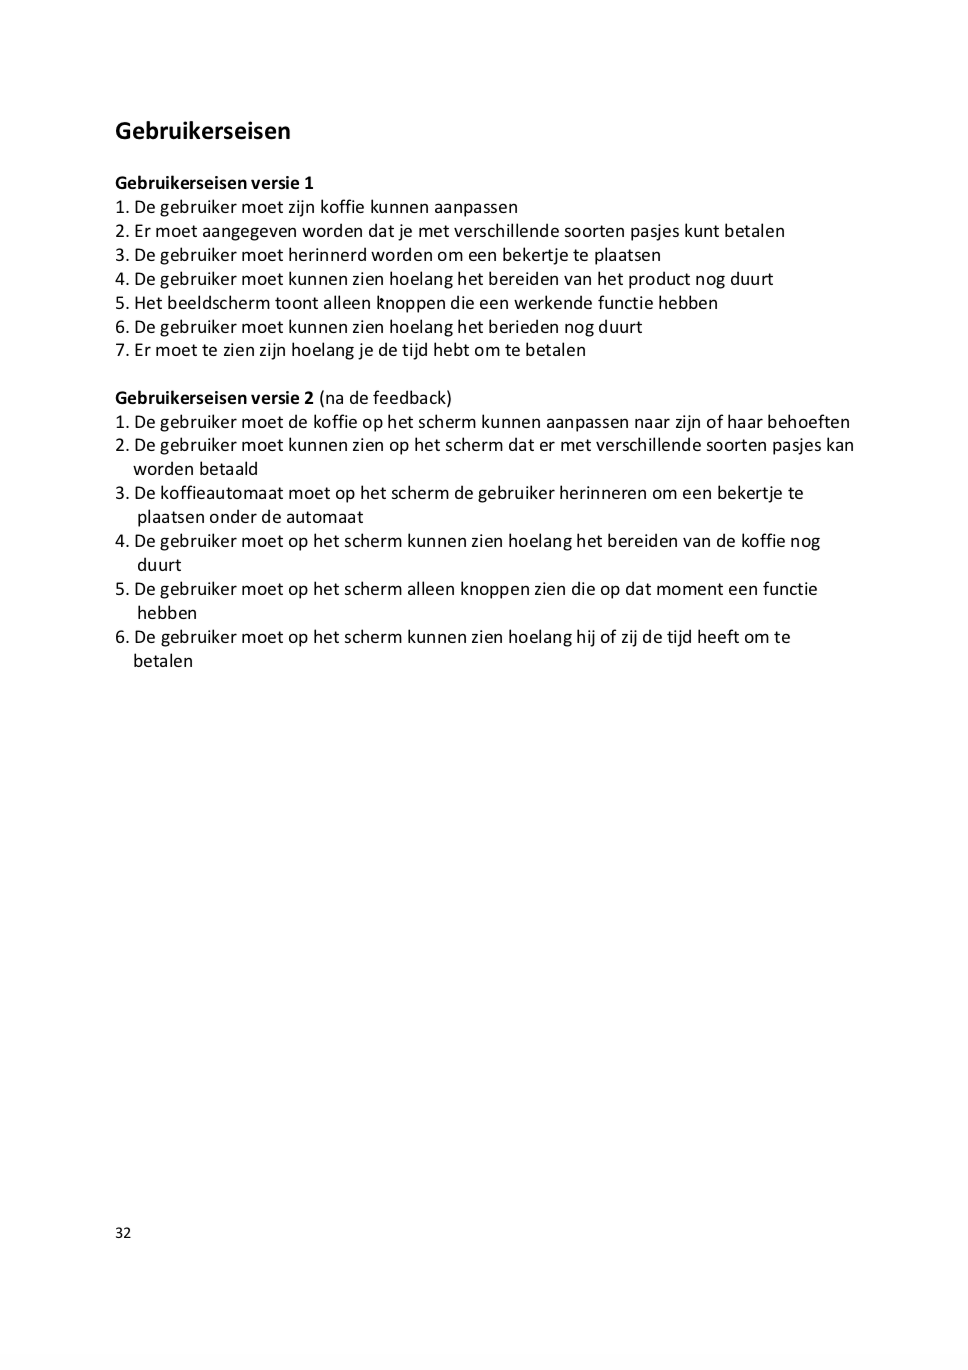 Gebruikerseisen
Gebruikerseisen versie 1
1. De gebruiker moet zijn koffie kunnen aanpassen
2. Er moet aangegeven worden dat je met verschillende soorten pasjes kunt betalen
3. De gebruiker moet herinnerd worden om een bekertje te plaatsen
4. De gebruiker moet kunnen zien hoelang het bereiden van het product nog duurt
5. Het beeldscherm toont alleen knoppen die een werkende functie hebben
6. De gebruiker moet kunnen zien hoelang het berieden nog duurt
7. Er moet te zien zijn hoelang je de tijd hebt om te betalen
Gebruikerseisen versie 2 (na de feedback)
1. De gebruiker moet de koffie op het scherm kunnen aanpassen naar zijn of haar behoeften
2. De gebruiker moet kunnen zien op het scherm dat er met verschillende soorten pasjes kan
worden betaald
3. De koffieautomaat moet op het scherm de gebruiker herinneren om een bekertje te
plaatsen onder de automaat
4. De gebruiker moet op het scherm kunnen zien hoelang het bereiden van de koffie nog
duurt
5. De gebruiker moet op het scherm alleen knoppen zien die op dat moment een functie
hebben
6. De gebruiker moet op het scherm kunnen zien hoelang hij of zij de tijd heeft om te
betalen
32